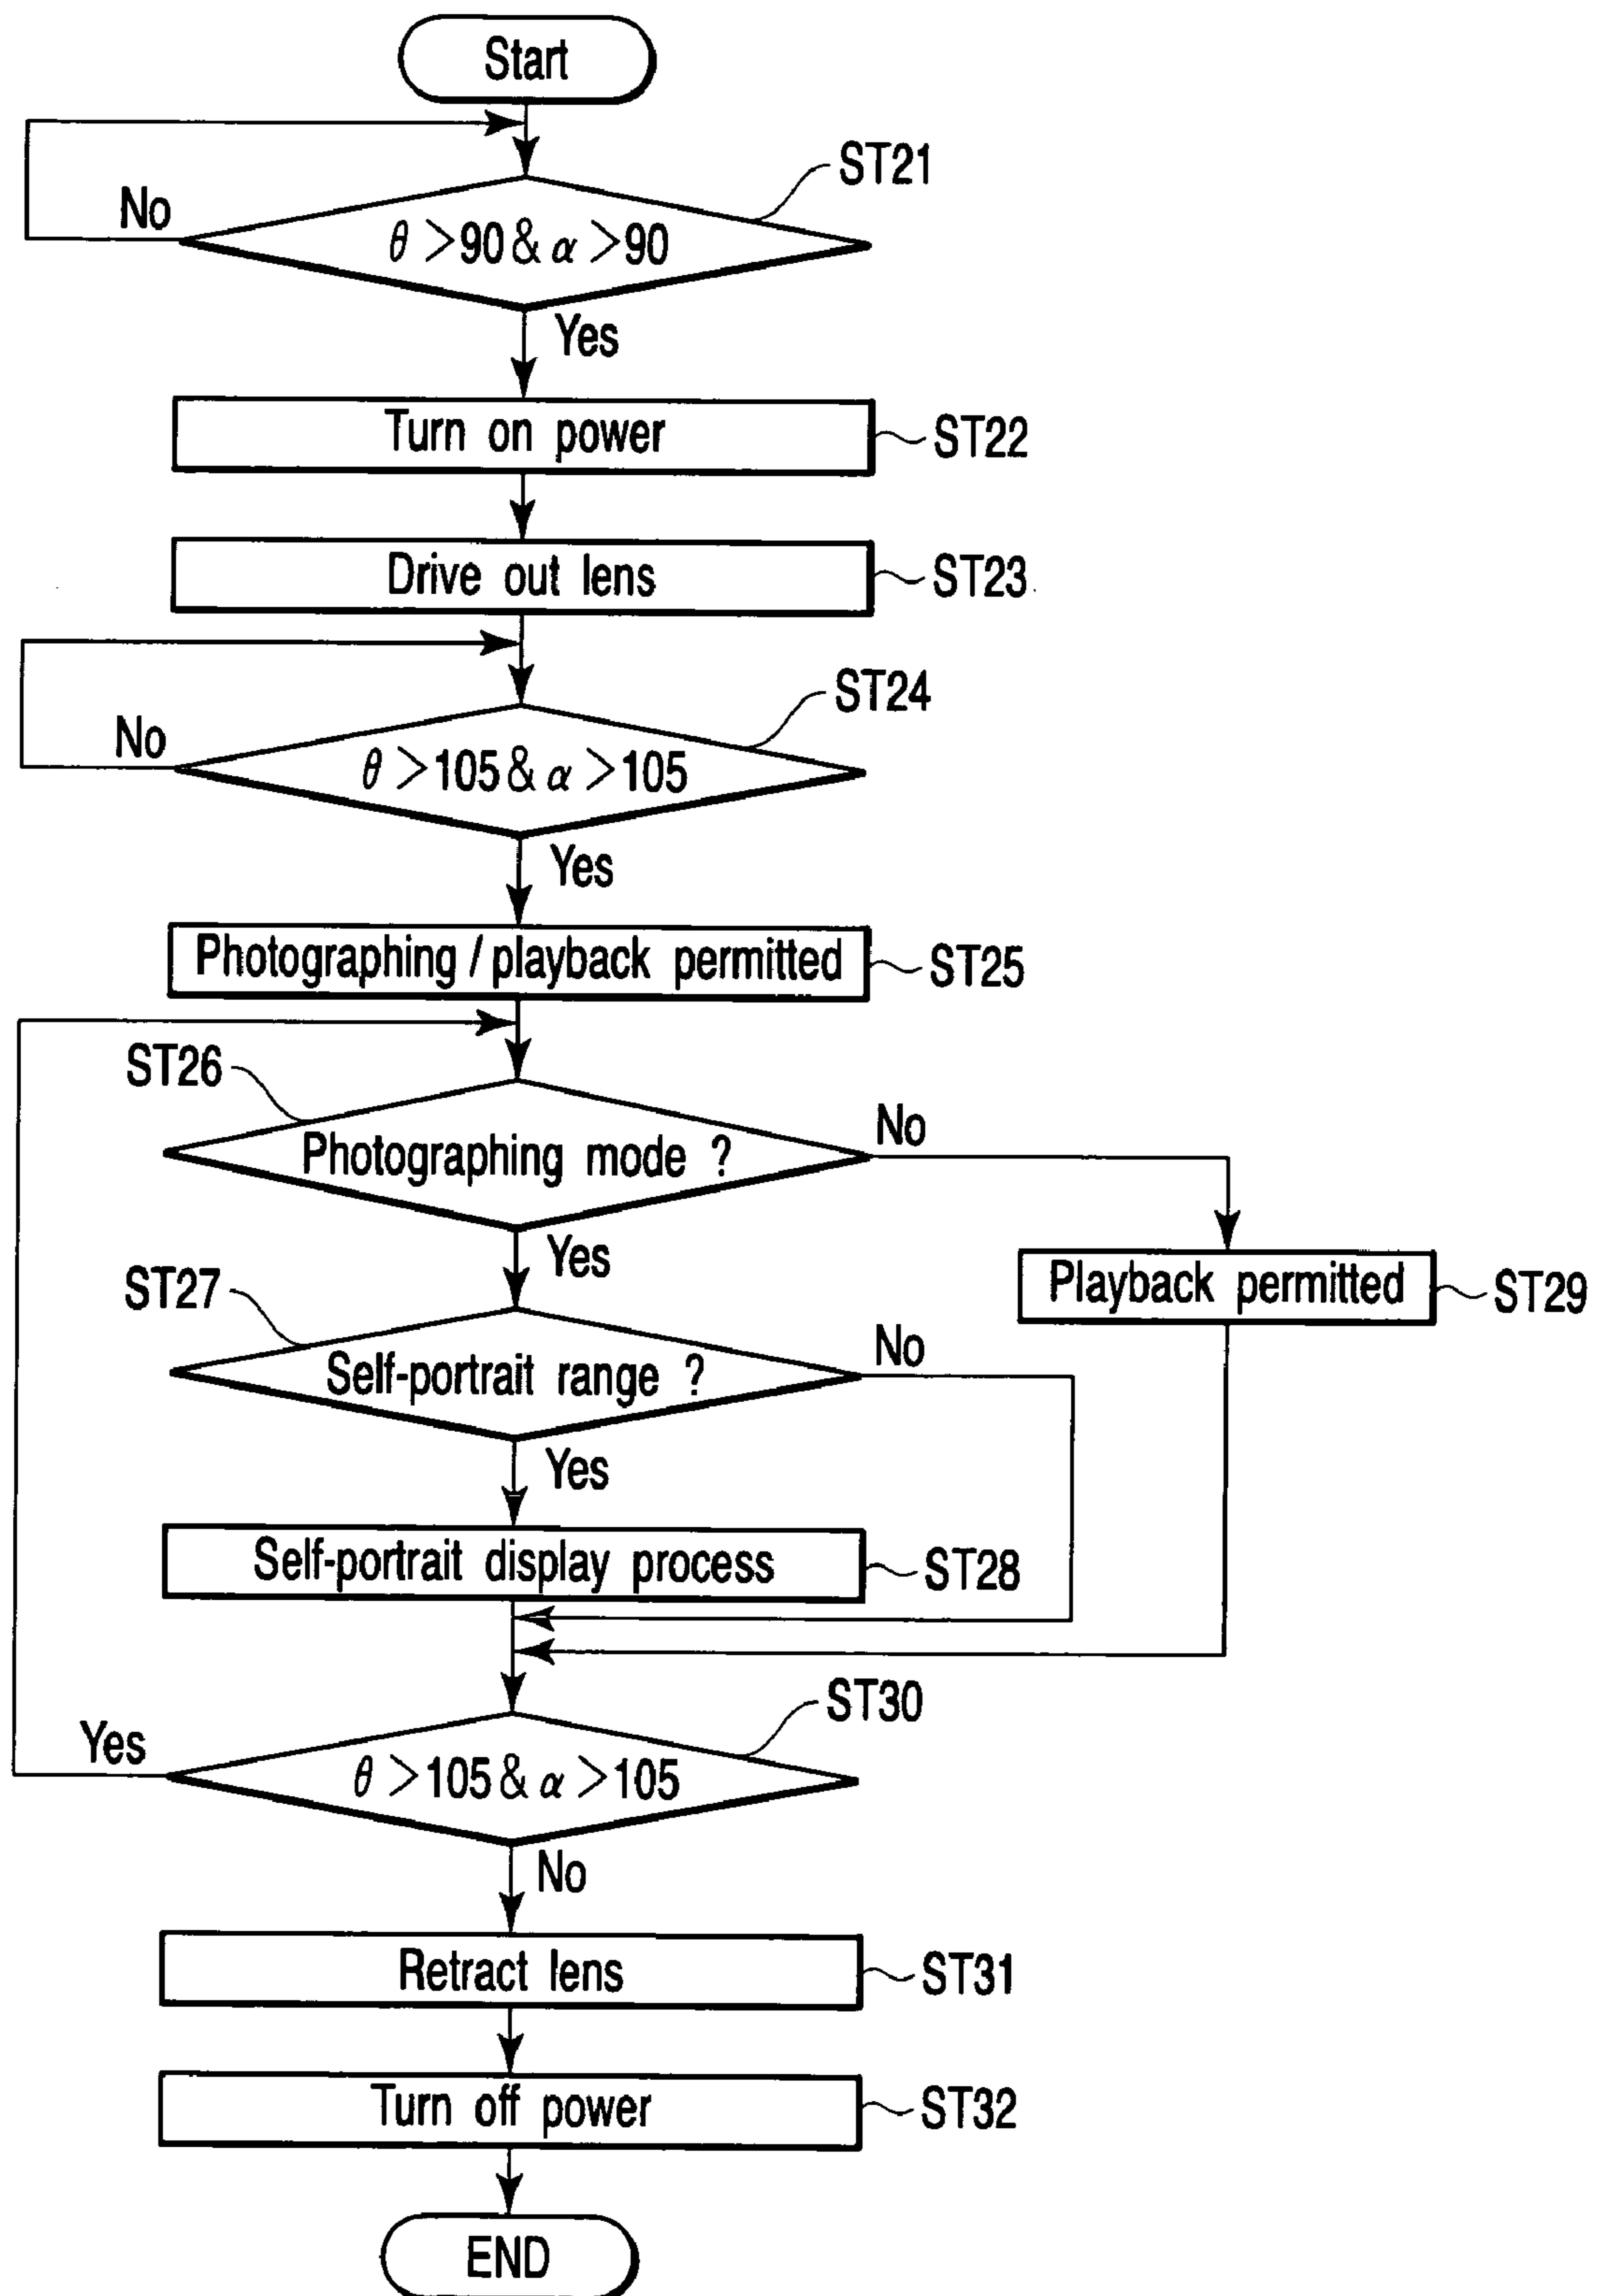 Start
ST21
No
θ >90 & α >90
Yes
Turn on power
ST22
Drive out lens
ST23
ST24
No
θ >105 & α >105
Yes
Photographing / playback permitted
ST25
ST26
No
Photographing mode ?
Yes
ST27
Playback permitted
ST29
No
Self-portrait range ?
Yes
Self-portrait display process
ST28
ST30
Yes
θ >105 & α >105
No
Retract lens
ST31
Turn off power
ST32
END